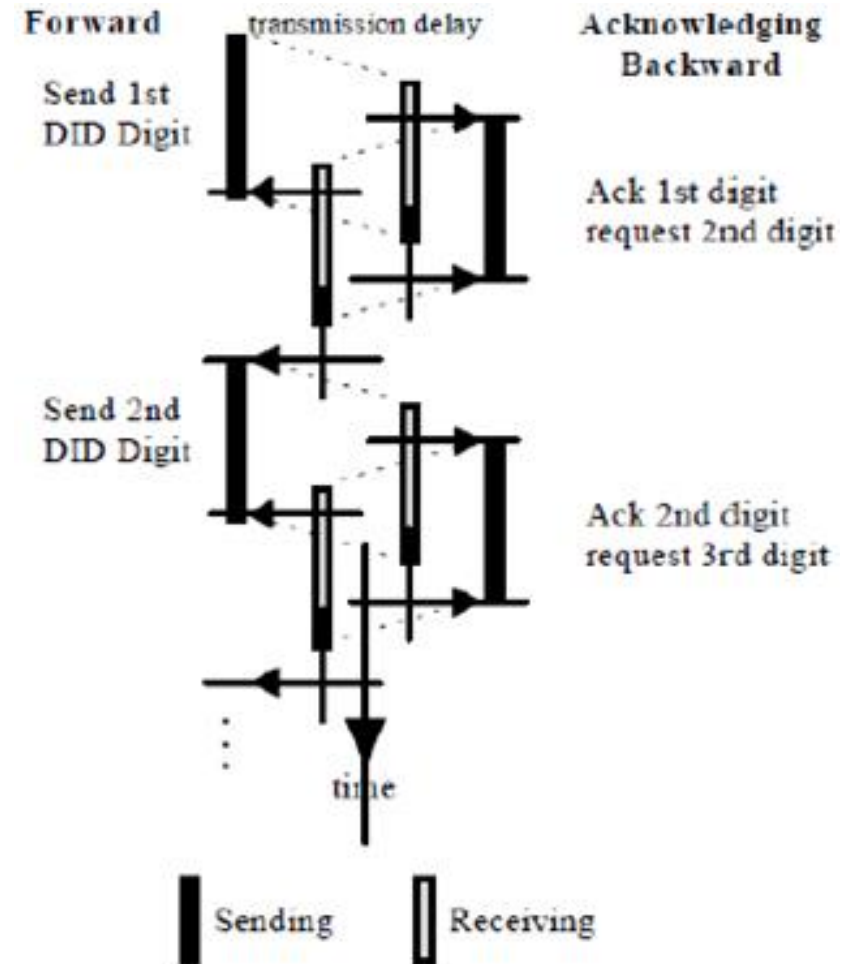 Forward
transmission delay
Acknowledging
Backward
Send 1st
DID Digit
Ack 1st digit
request 2nd digit
Send 2nd
DID Digit
Ack 2nd digit
request 3rd digit
time
Sending
Receiving